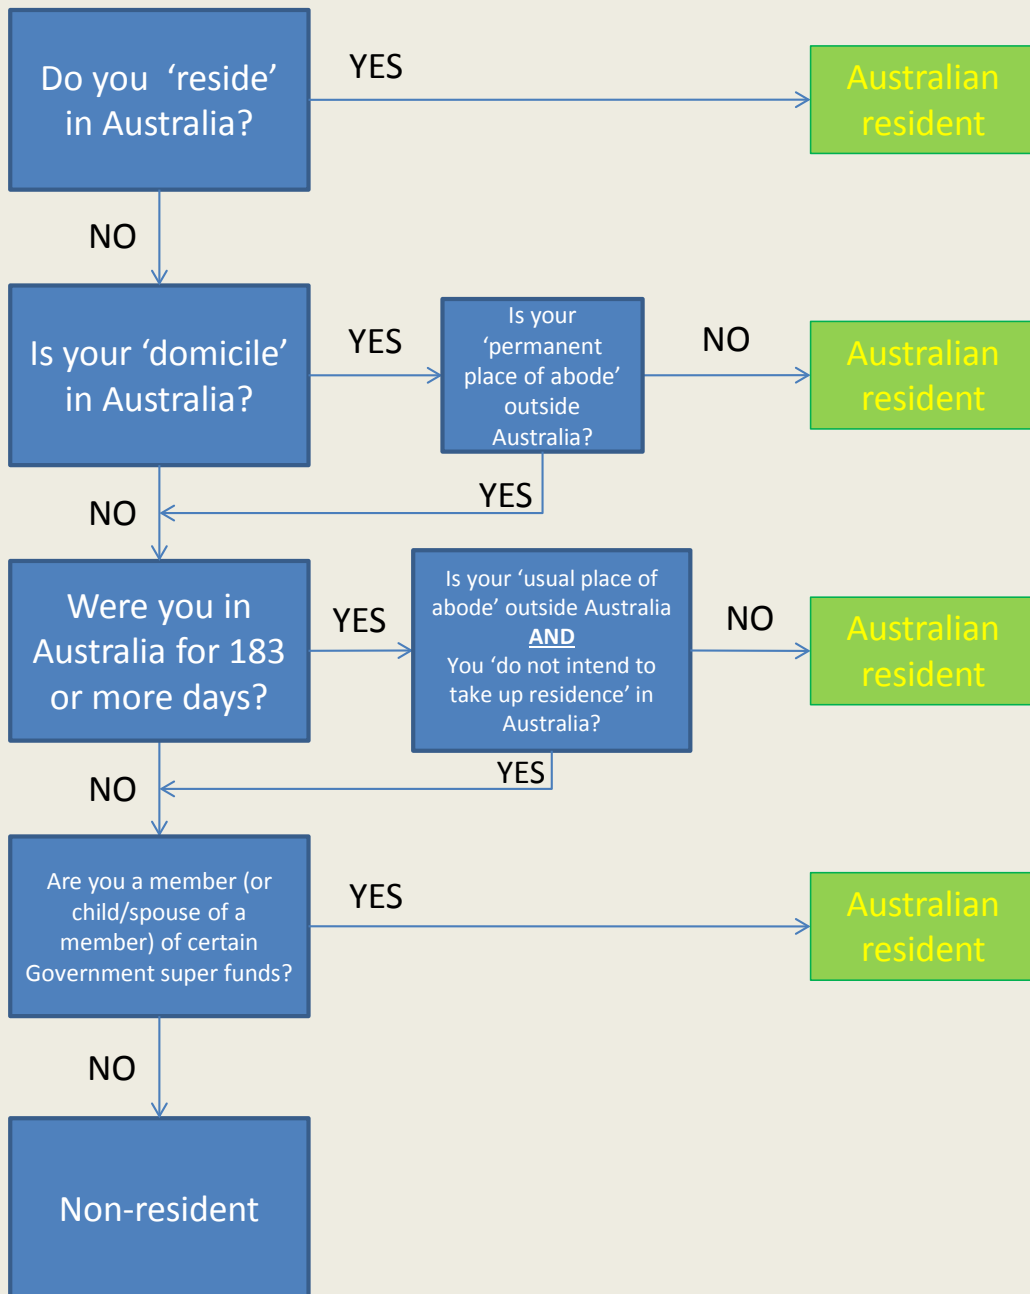 Do you 'reside'
in Australia?
YES
Australian
resident
NO
Is your 'domicile'
in Australia?
YES
Is your
'permanent
place of abode'
outside
Australia?
NO
Australian
resident
YES
NO
Were you in
Australia for 183
or more days?
YES
Is your 'usual place of
abode' outside Australia
AND
You 'do not intend to
take up residence' in
Australia?
NO
Australian
resident
YES
NO
Are you a member (or
child/spouse of a
member) of certain
Government super funds?
YES
Australian
resident
NO
Non-resident